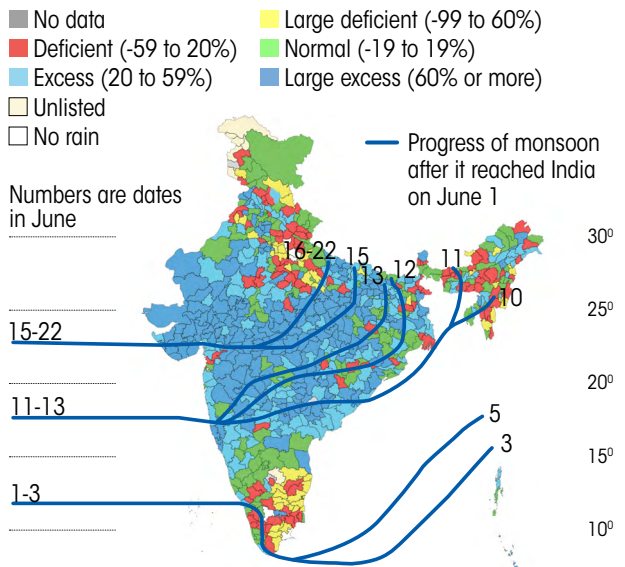 No data
Deficient (-59 to 20%)
Excess (20 to 59%)
Unlisted
No rain
Large deficient (-99 to 60%)
Normal (-19 to 19%)
Large excess (60% or more)
Progress of monsoon
after it reached India
on June 1
Numbers are dates
in June
30⁰
25⁰
20⁰
15⁰
10⁰
16-22
15
13
12
11
10
15-22
11-13
5
3
1-3